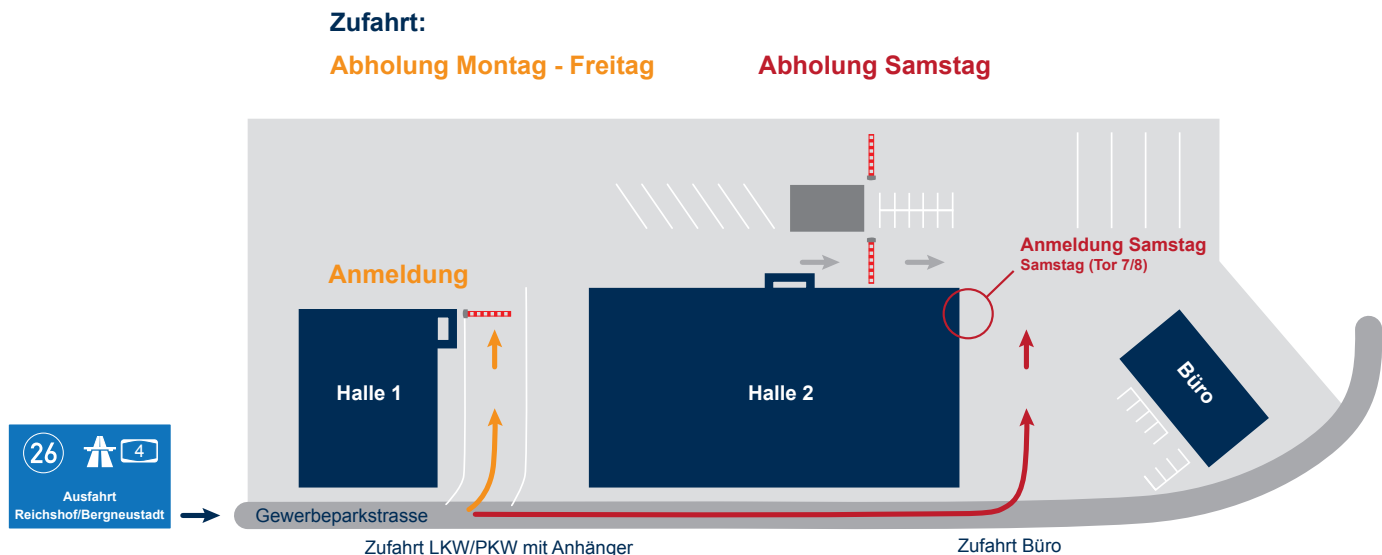 Zufahrt:
Abholung Montag - Freitag
Abholung Samstag
Anmeldung Samstag
Samstag (Tor 7/8)
Anmeldung
Halle 1
Halle 2
Büro
26
4
Ausfahrt
Reichshof/Bergneustadt
Gewerbeparkstrasse
Zufahrt LKW/PKW mit Anhänger
Zufahrt Büro